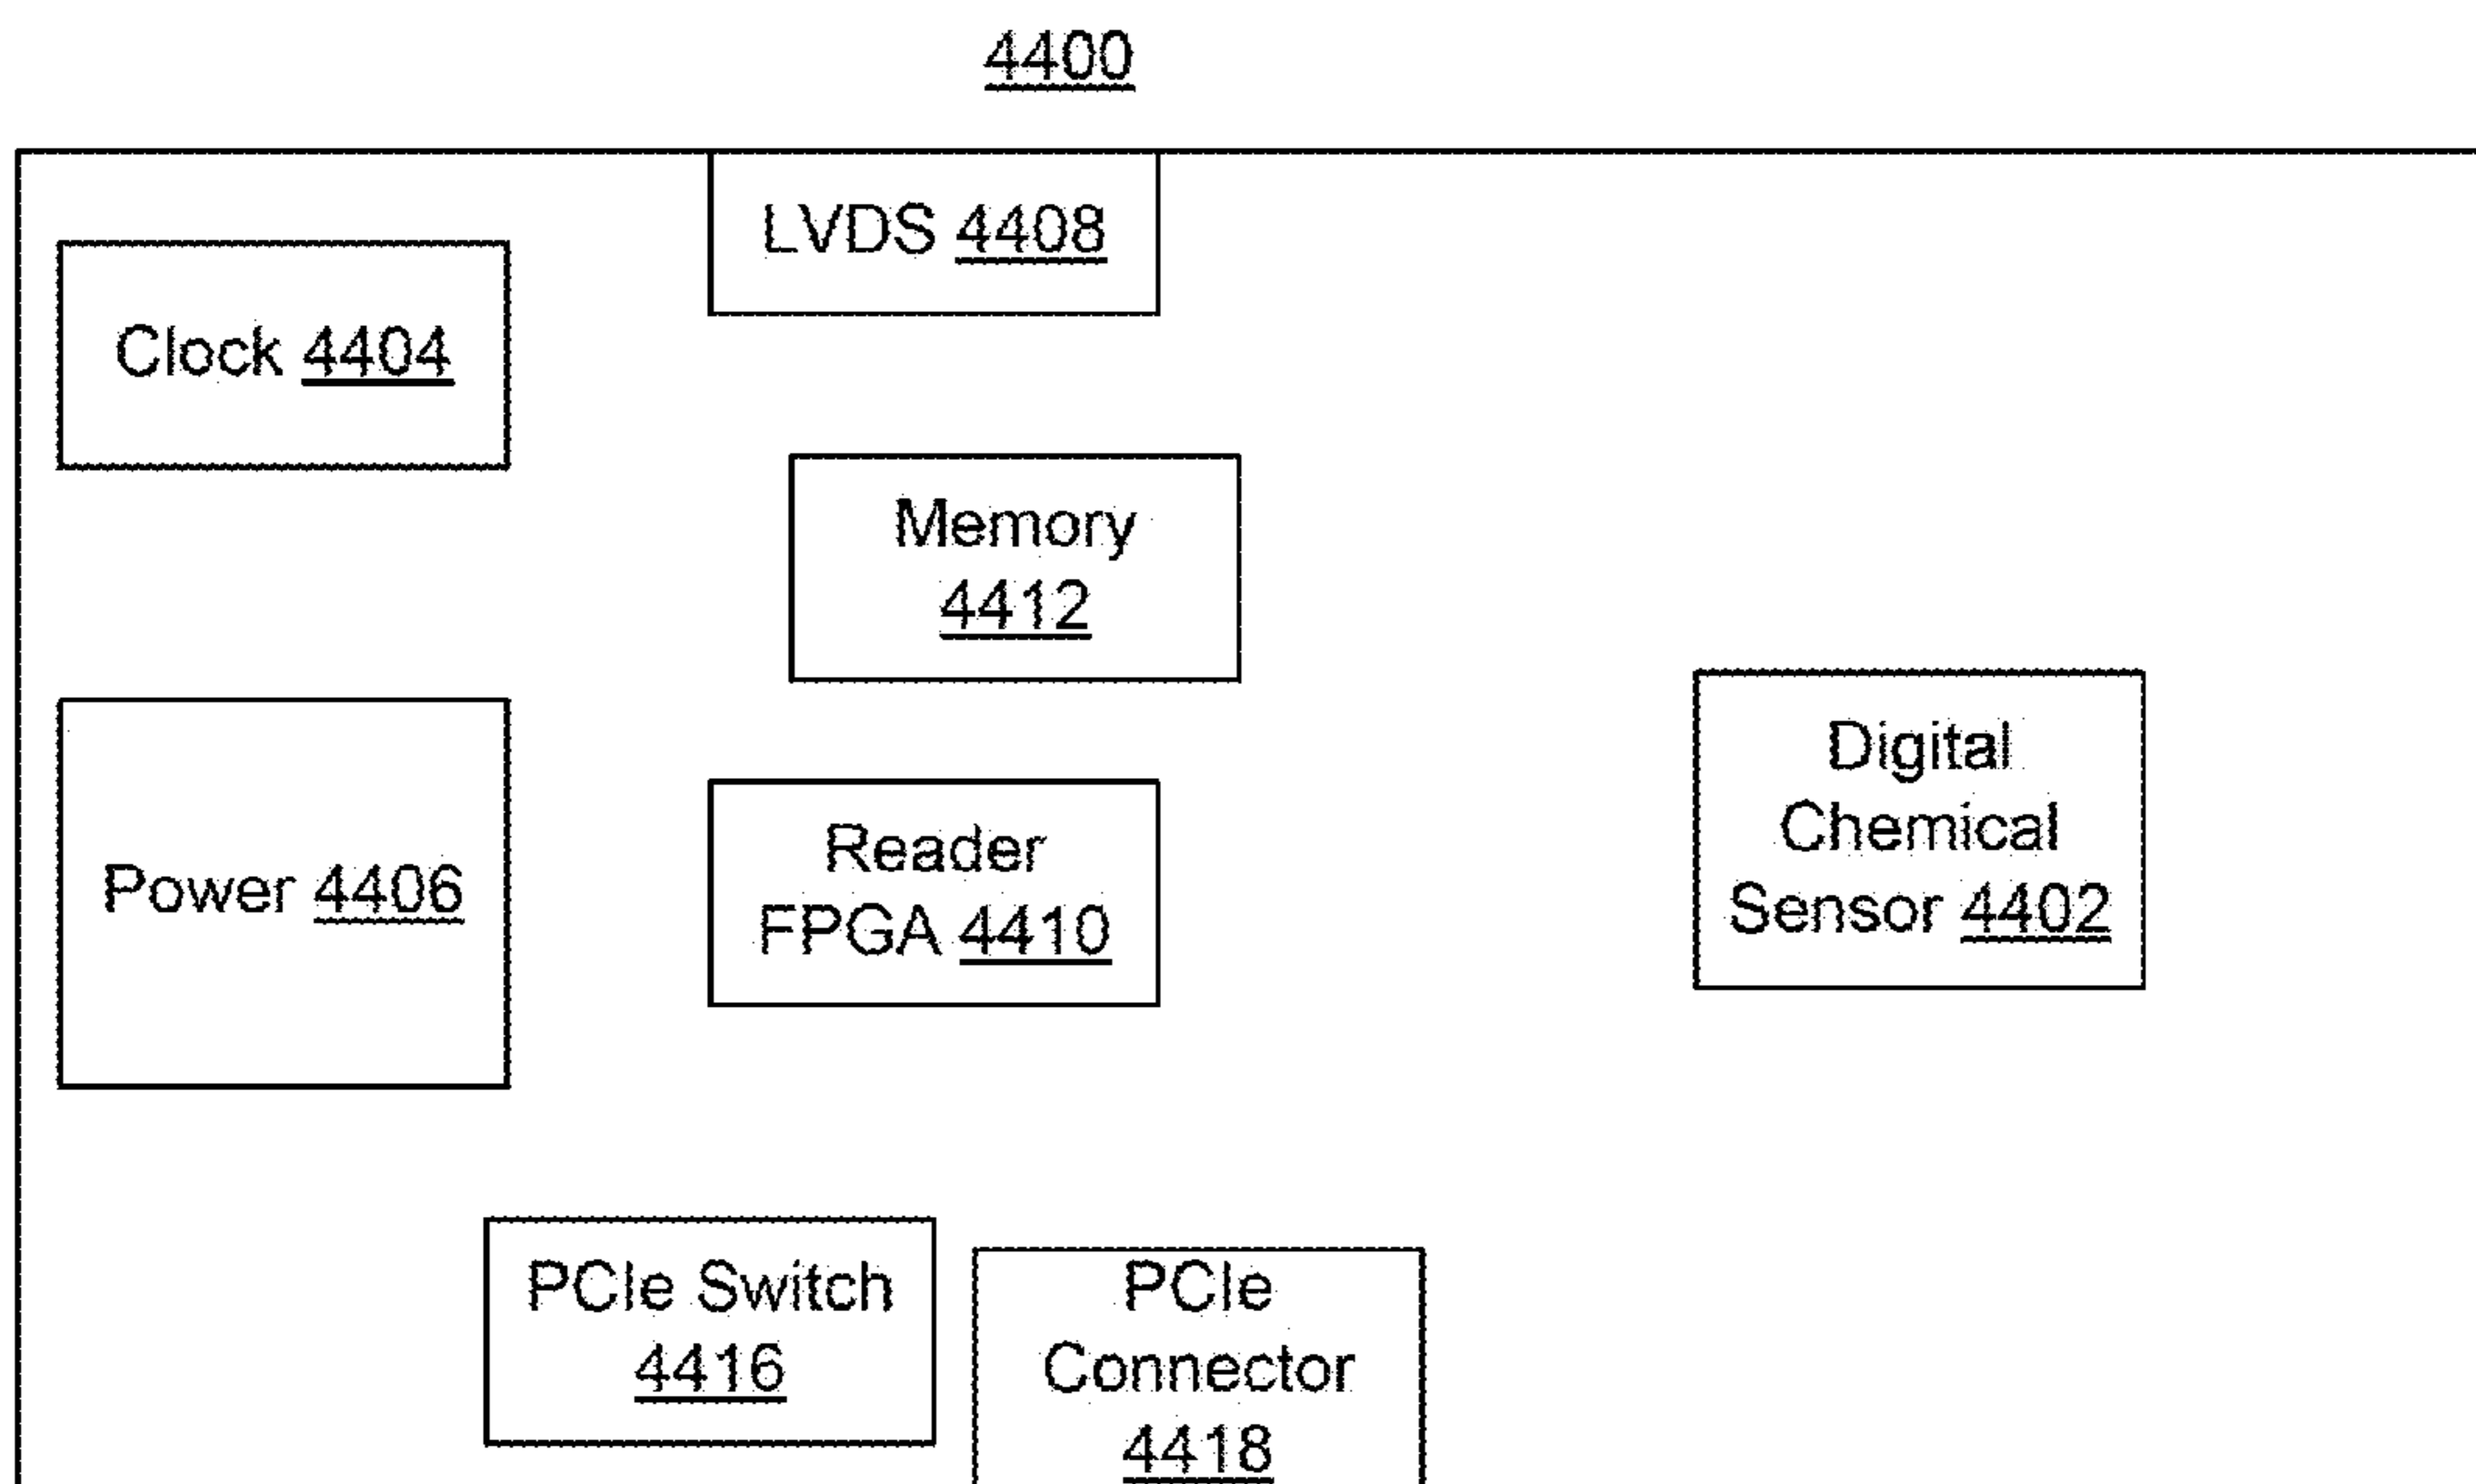 4400
LVDS 4408
Clock 4404
Memory
4412
Digital
Chemical
Sensor 4402
Reader
FPGA 4410
Power 4406
PCIe Switch
4416
PCIe
Connector
4418